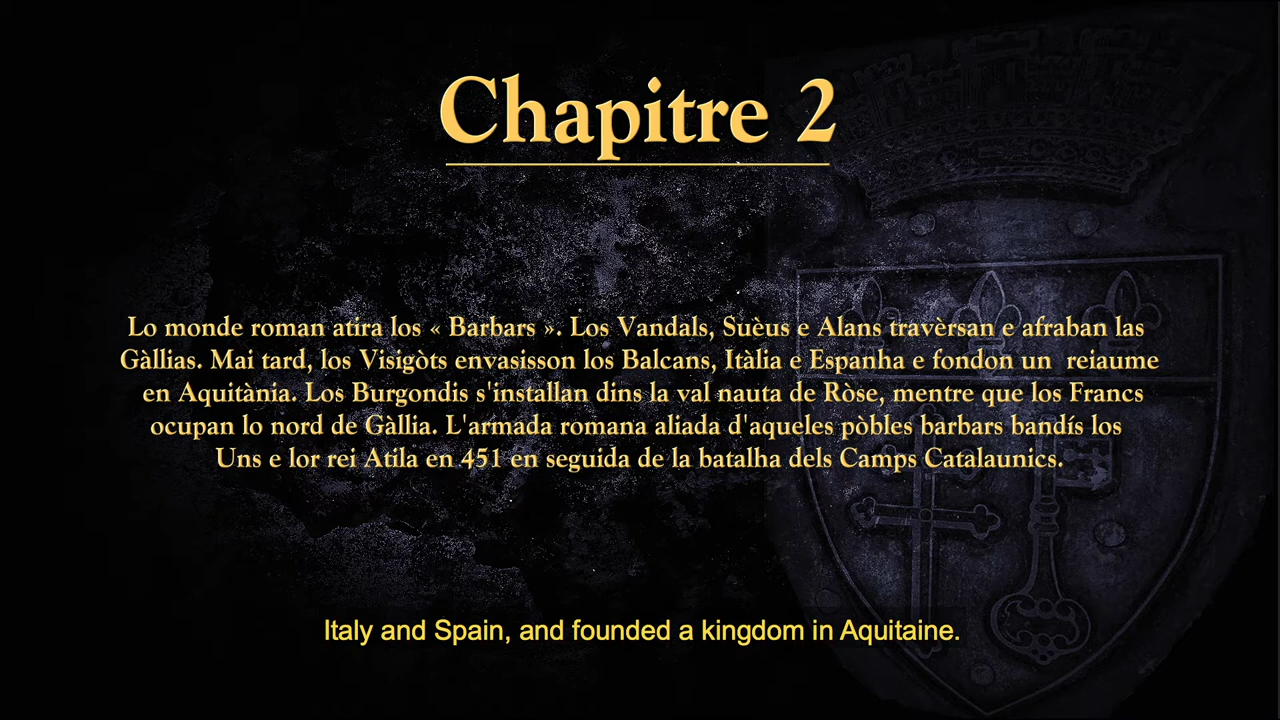 Chapitre 2
Lo monde roman atira los « Barbars ». Los Vandals, Suèus e Alans travèrsan e afraban las
Gàllias. Mai tard, los Visigòts envasisson los Balcans, Itàlia e Espanha e fondon un  reiaume
en Aquitània. Los Burgondis s'installan dins la val nauta de Ròse, mentre que los Francs
ocupan lo nord de Gàllia. L'armada romana aliada d'aqueles pòbles barbars bandís los
Uns e lor rei Atila en 451 en seguida de la batalha dels Camps Catalaunics.
Italy and Spain, and founded a kingdom in Aquitaine.